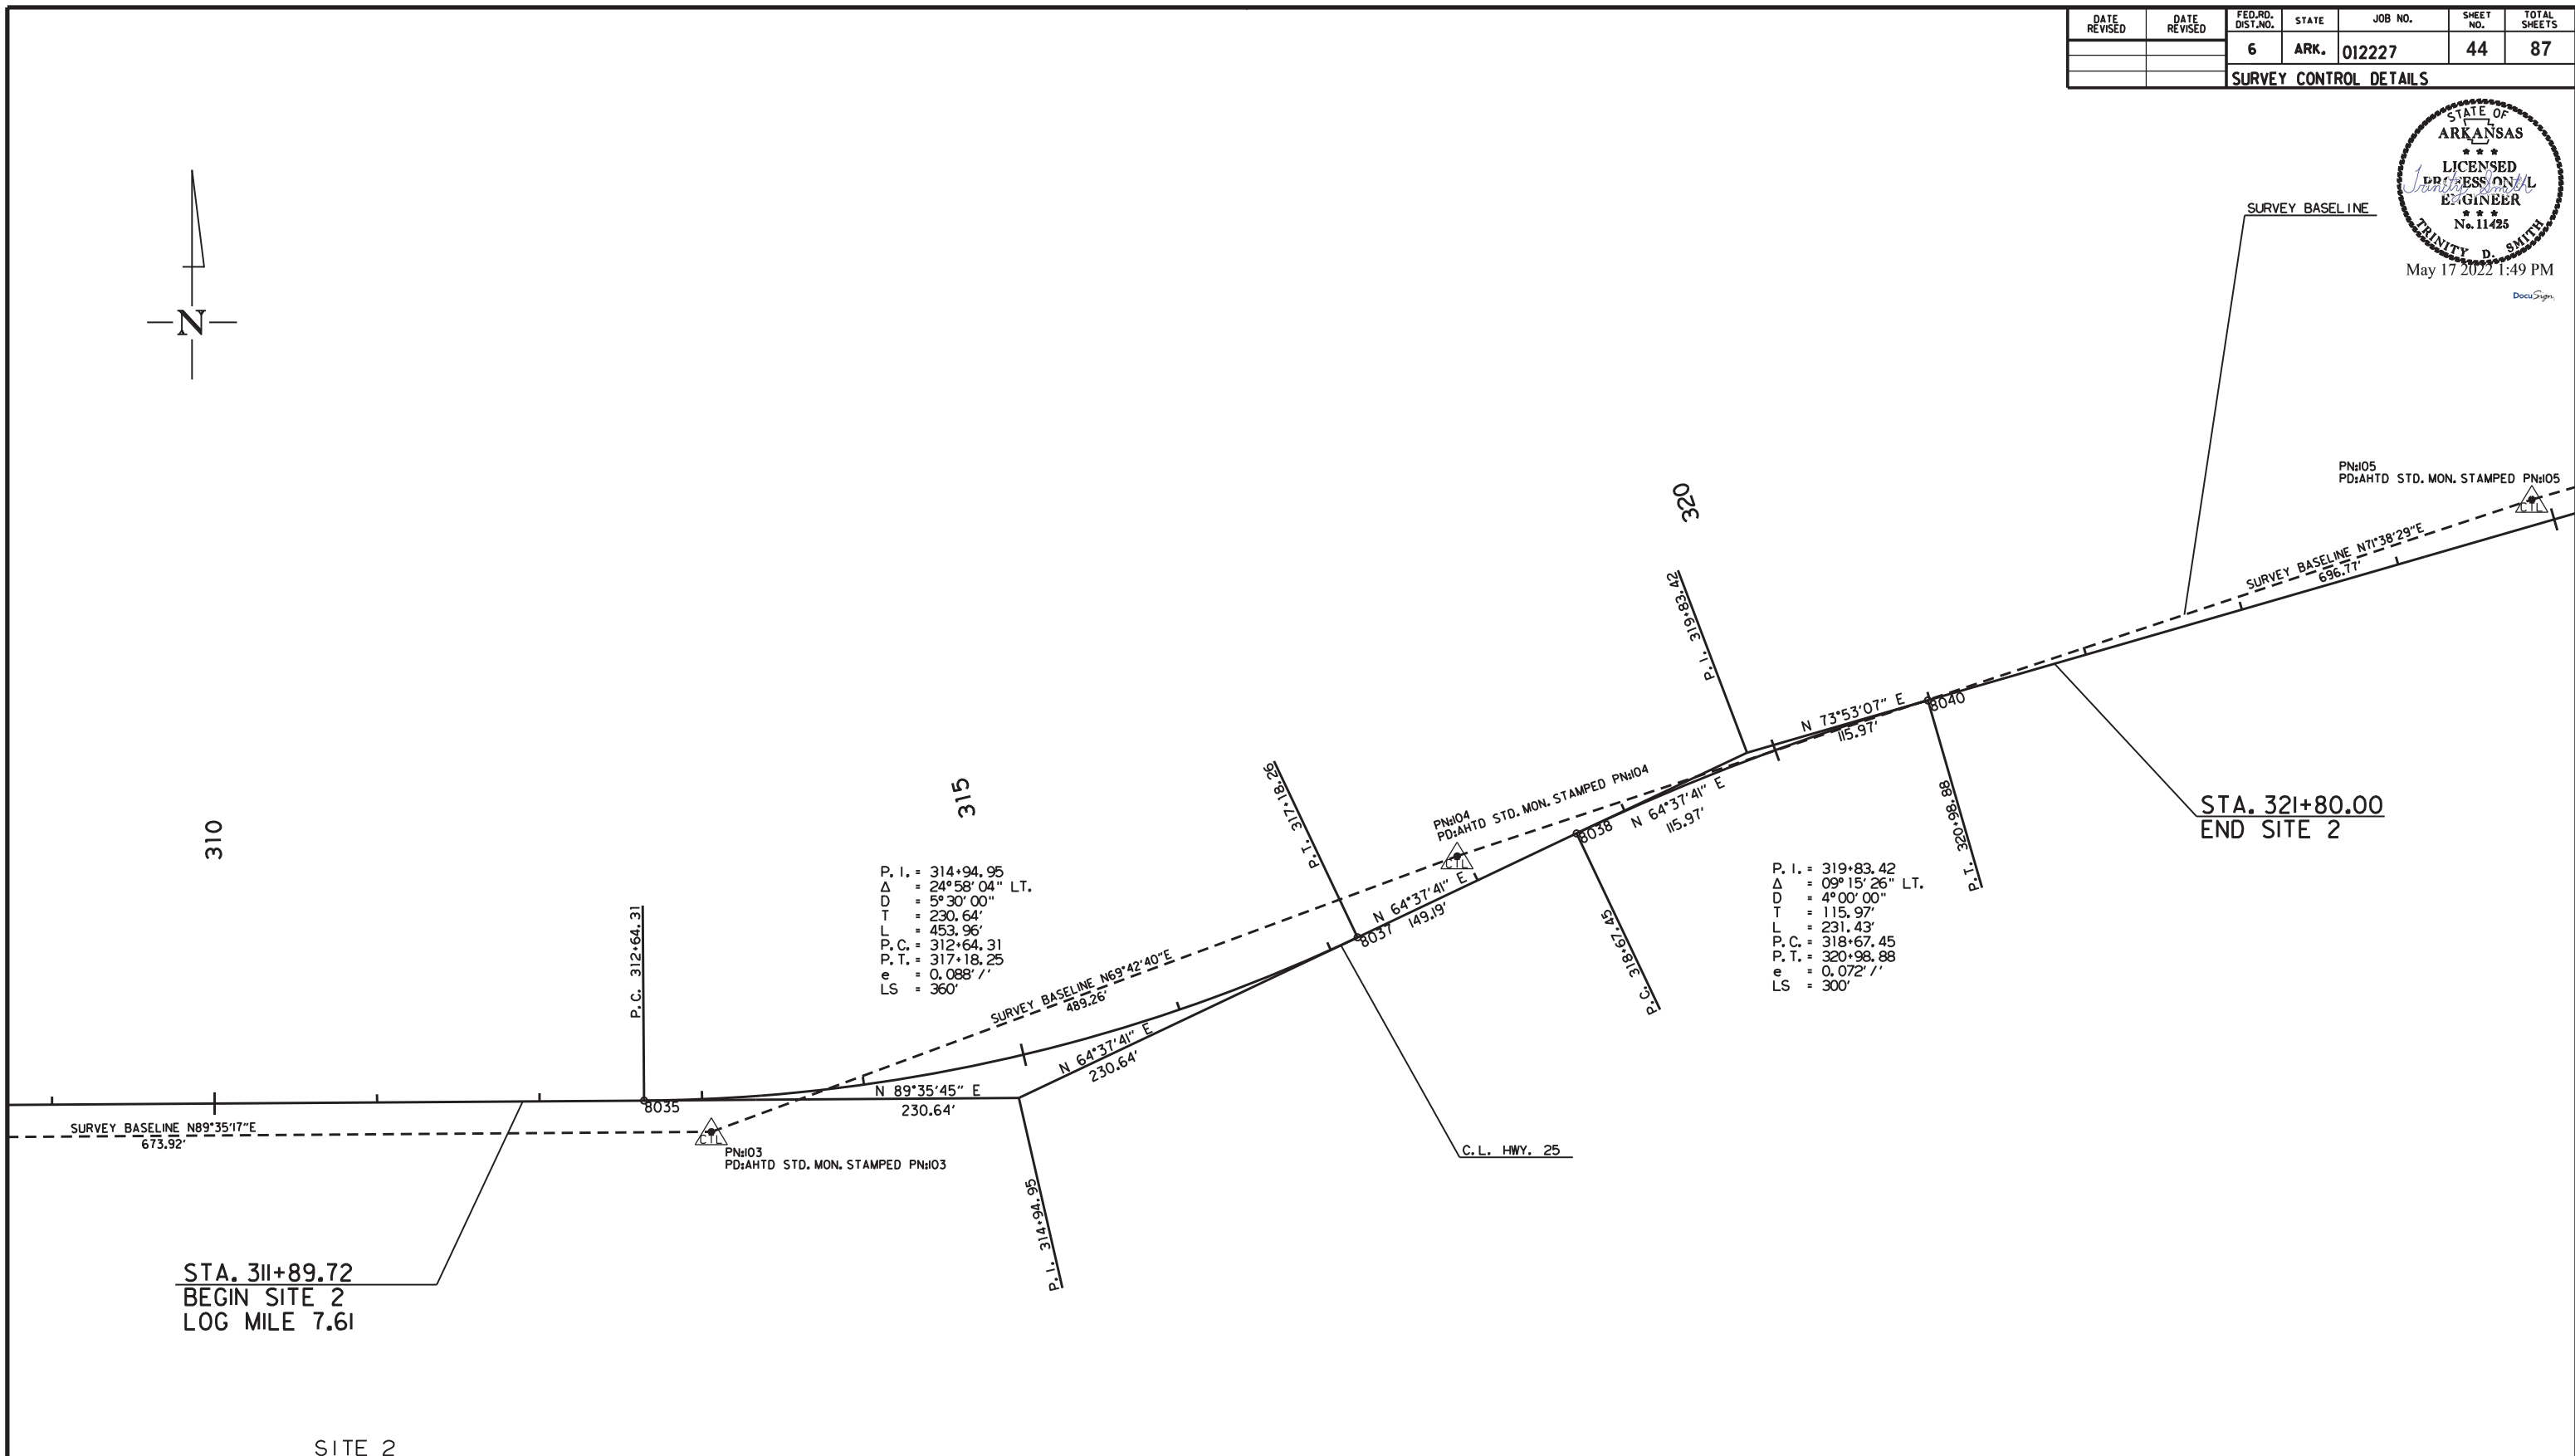 DATE REVISED
DATE REVISED
FED.RD. DIST.NO.
STATE
JOB NO.
SHEET NO.
TOTAL SHEETS
6
ARK.
012227
44
87
SURVEY CONTROL DETAILS
STATE OF
ARKANSAS
★ ★ ★
LICENSED
PROFESSIONAL
ENGINEER
★ ★ ★
No. 11425
TRINITY D. SMITH
Trinity Smith
May 17 2022 1:49 PM
DocuSign
N
SURVEY BASELINE
PN:105
PD:AHTD STD. MON. STAMPED PN:105
CTL
SURVEY BASELINE N71°38'29"E
696.77'
320
P.I. 319+83.42
N 73°53'07" E
115.97'
8040
P.T. 320+98.88
STA. 321+80.00
END SITE 2
P.T. 317+18.26
PN:104
PD:AHTD STD. MON. STAMPED PN:104
CTL
8038
N 64°37'41" E
115.97'
N 64°37'41" E
149.19'
8037
P.C. 318+67.45
315
310
P.I. = 314+94.95
Δ = 24°58'04" LT.
D = 5°30'00"
T = 230.64'
L = 453.96'
P.C. = 312+64.31
P.T. = 317+18.25
e = 0.088'/'
LS = 360'
P.I. = 319+83.42
Δ = 09°15'26" LT.
D = 4°00'00"
T = 115.97'
L = 231.43'
P.C. = 318+67.45
P.T. = 320+98.88
e = 0.072'/'
LS = 300'
P.C. 312+64.31
SURVEY BASELINE N69°42'40"E
489.26'
N 64°37'41" E
230.64'
N 89°35'45" E
230.64'
8035
SURVEY BASELINE N89°35'17"E
673.92'
CTL
PN:103
PD:AHTD STD. MON. STAMPED PN:103
C.L. HWY. 25
P.I. 314+94.95
STA. 311+89.72
BEGIN SITE 2
LOG MILE 7.61
SITE 2